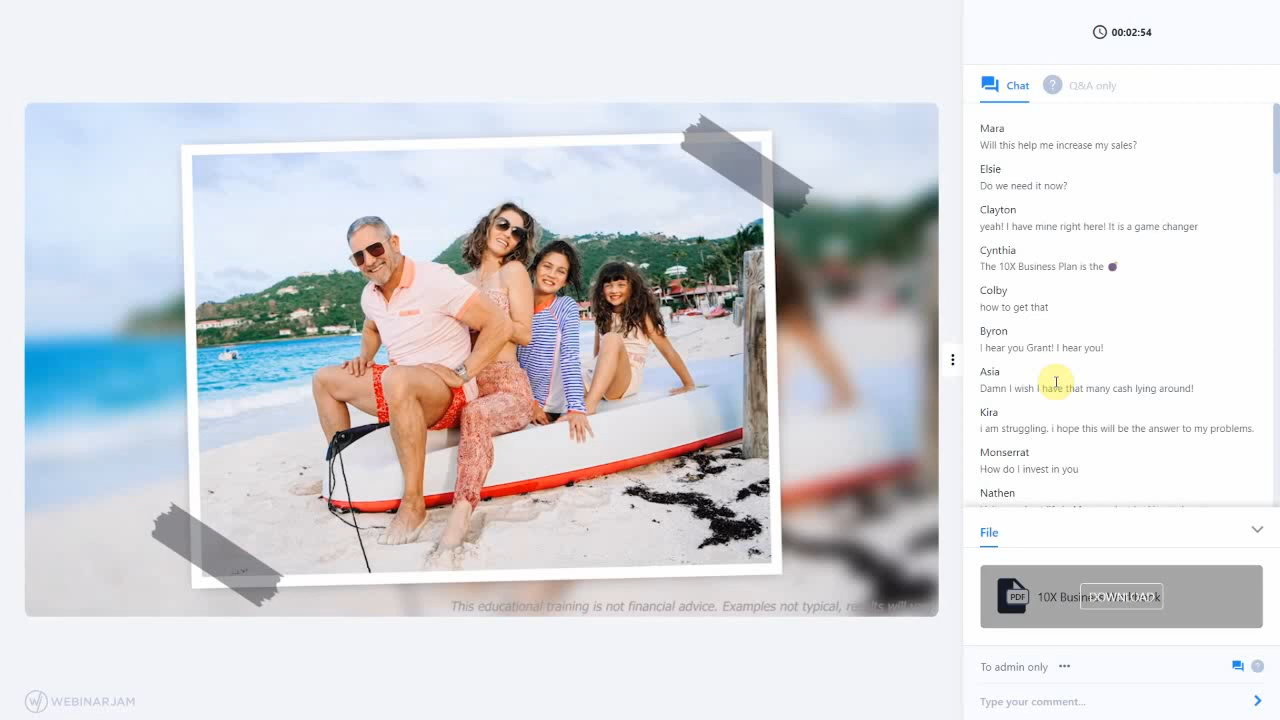 00:02:54
Chat
? Q&A only
Mara
Will this help me increase my sales?
Elsie
Do we need it now?
Clayton
yeah! I have mine right here! It is a game changer
Cynthia
The 10X Business Plan is the 💣
Colby
how to get that
Byron
I hear you Grant! I hear you!
Asia
Damn I wish I have that many cash lying around!
Kira
i am struggling. i hope this will be the answer to my problems.
Monserrat
How do I invest in you
Nathen
File
PDF 10X DOWNLOAD
This educational training is not financial advice. Examples not typical,
To admin only ••• ?
Type your comment...
WEBINARJAM